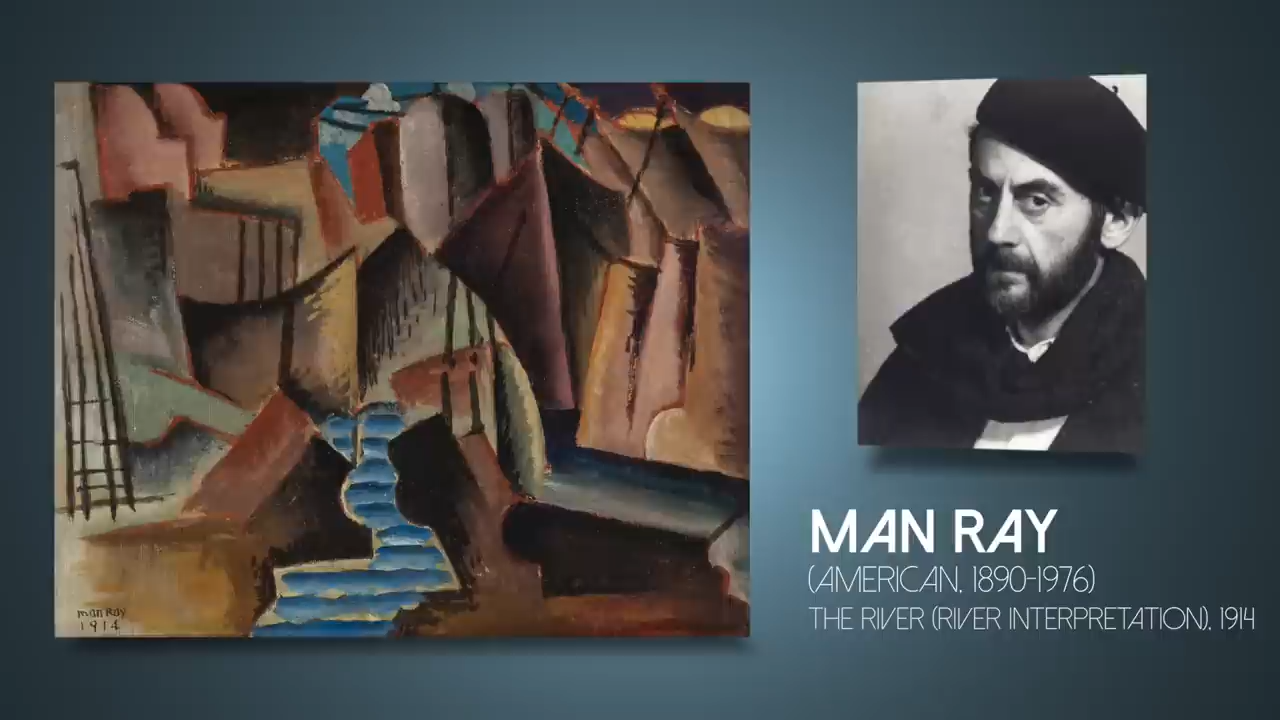 man Ray
1914
MAN RAY
(AMERICAN, 1890-1976)
THE RIVER (RIVER INTERPRETATION), 1914